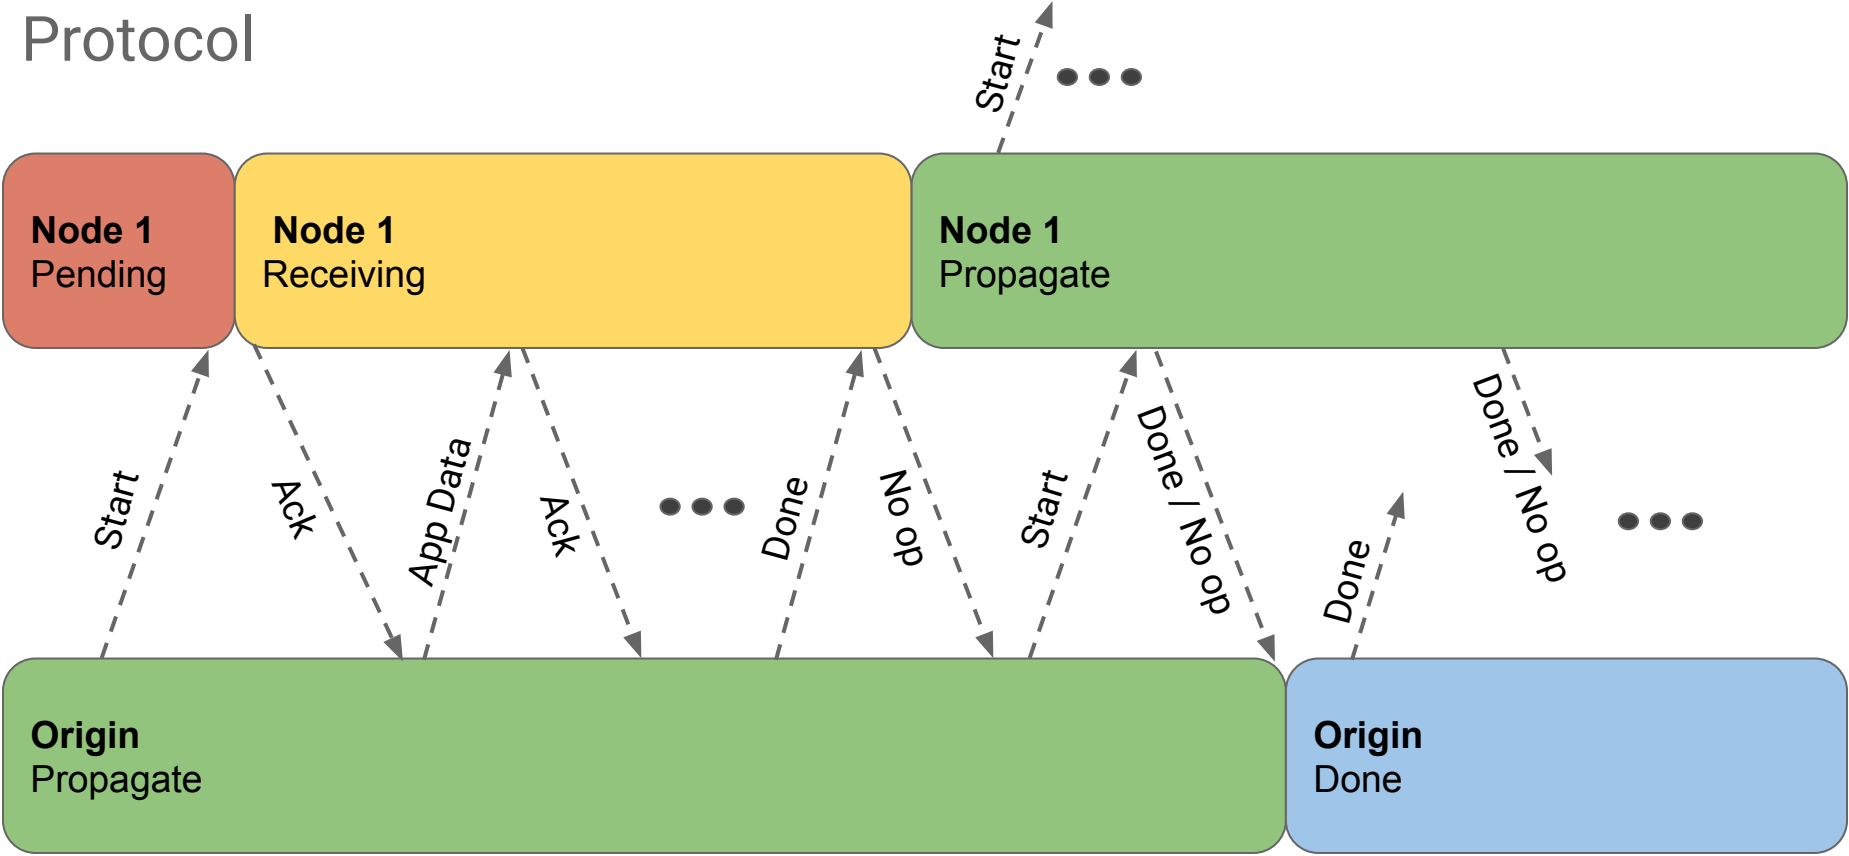 Protocol
Start
Node 1
Pending
Node 1
Receiving
Node 1
Propagate
Start
Ack
App Data
Ack
Done
No op
Start
Done / No op
Done
Done / No op
Origin
Propagate
Origin
Done